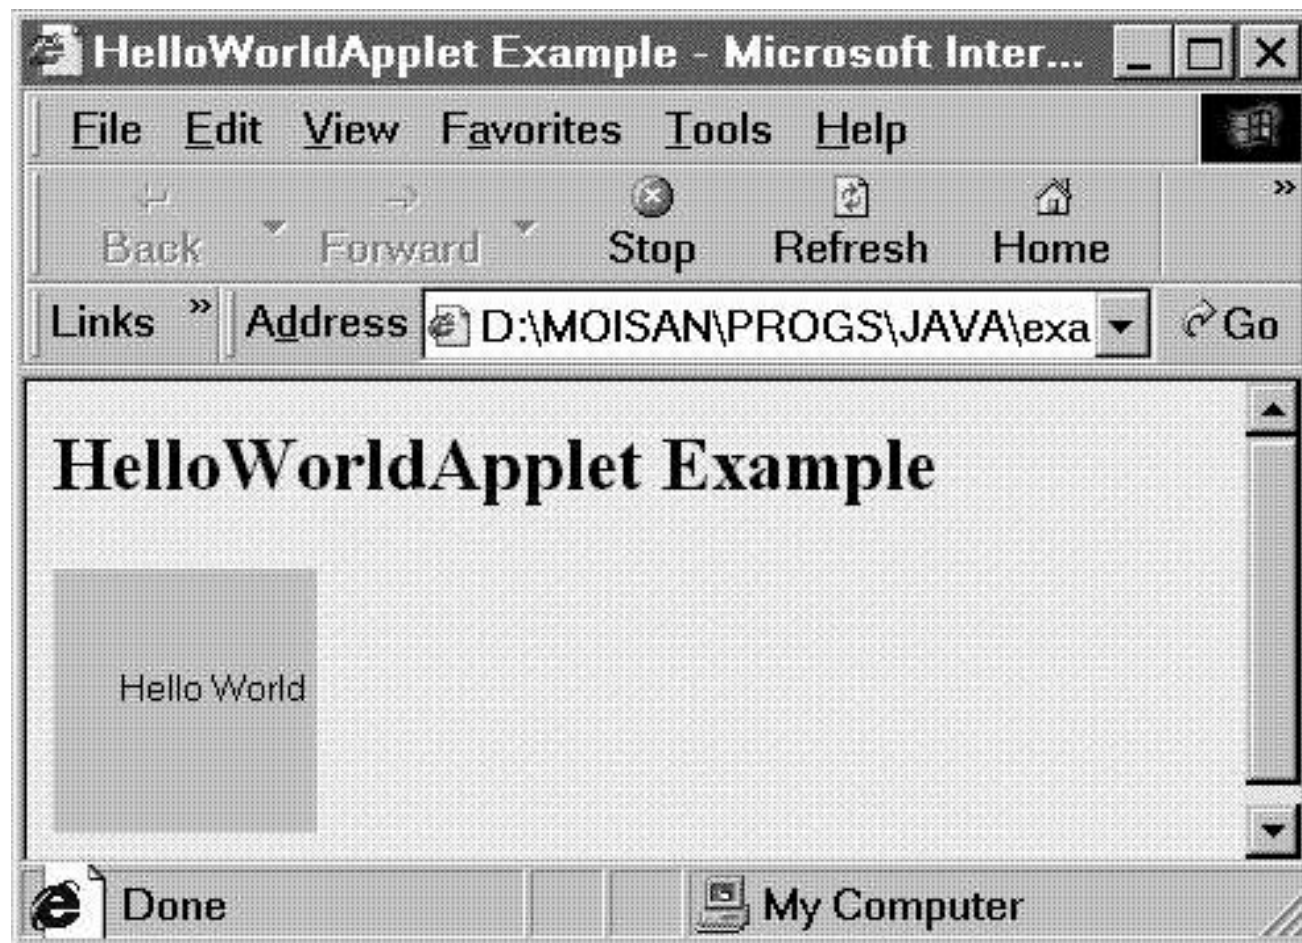 HelloWorldApplet Example - Microsoft Inter...
File Edit View Favorites Tools Help
Back Forward Stop Refresh Home »
Links » Address D:\MOISAN\PROGS\JAVA\exa Go
HelloWorldApplet Example
Hello World
Done My Computer